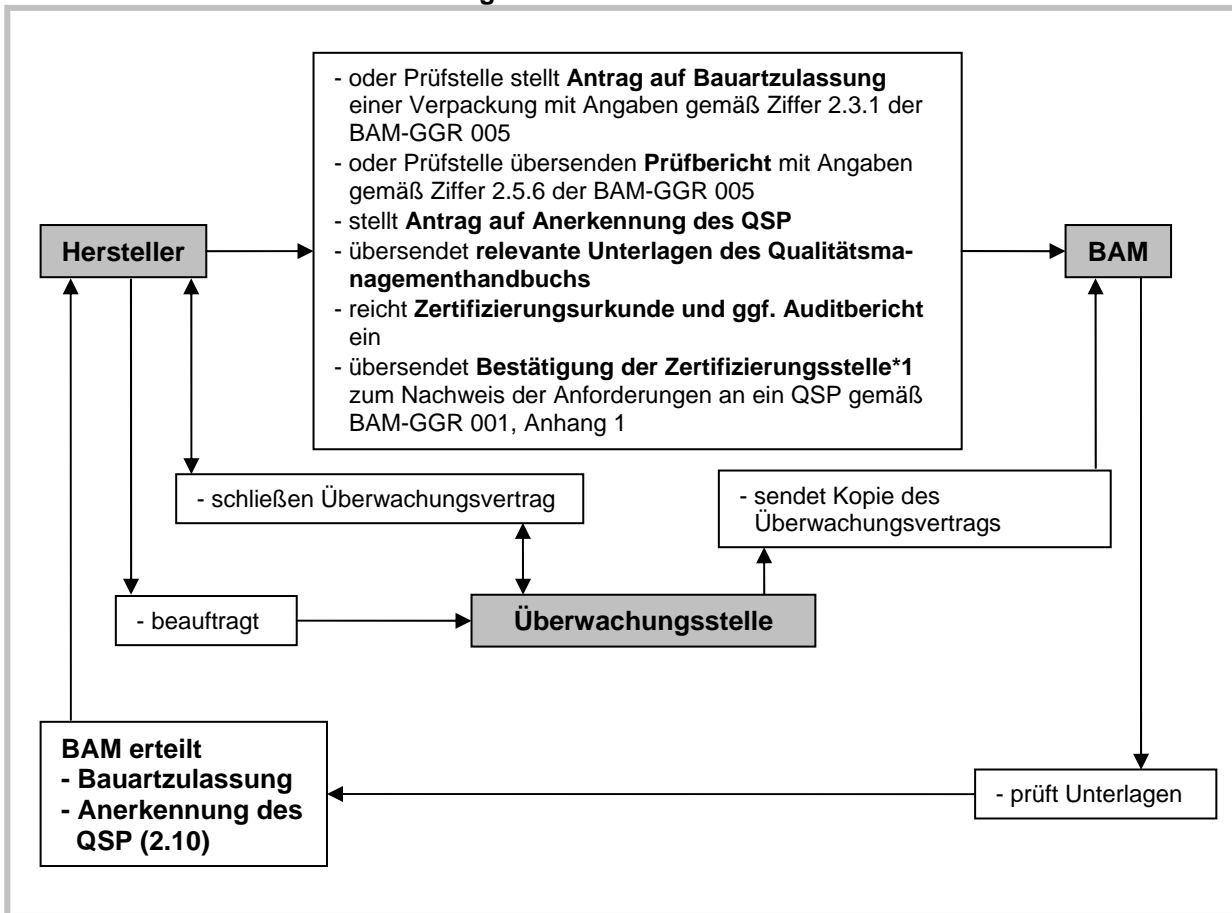 - oder Prüfstelle stellt Antrag auf Bauartzulassung
einer Verpackung mit Angaben gemäß Ziffer 2.3.1 der
BAM-GGR 005
- oder Prüfstelle übersenden Prüfbericht mit Angaben
gemäß Ziffer 2.5.6 der BAM-GGR 005
- stellt Antrag auf Anerkennung des QSP
- übersendet relevante Unterlagen des Qualitätsma-
nagementhandbuchs
- reicht Zertifizierungsurkunde und ggf. Auditbericht
ein
- übersendet Bestätigung der Zertifizierungsstelle*1
zum Nachweis der Anforderungen an ein QSP gemäß
BAM-GGR 001, Anhang 1
Hersteller
BAM
- schließen Überwachungsvertrag
- sendet Kopie des
Überwachungsvertrags
- beauftragt
Überwachungsstelle
BAM erteilt
- Bauartzulassung
- Anerkennung des
QSP (2.10)
- prüft Unterlagen